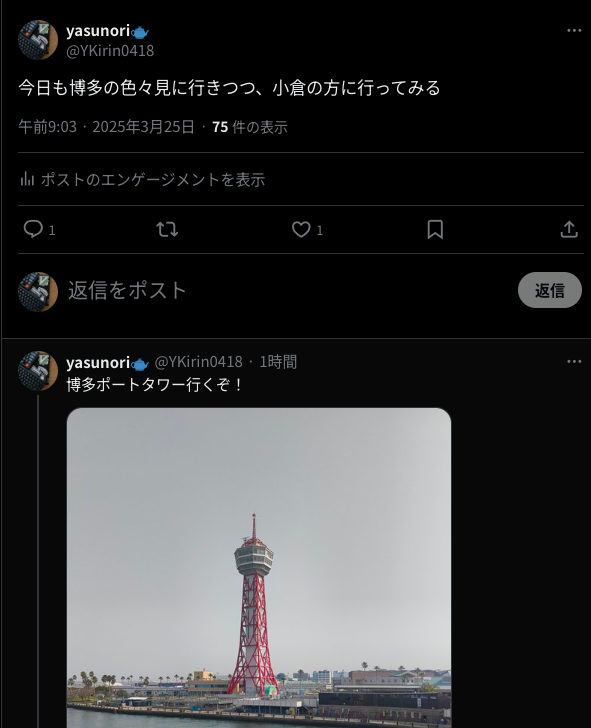 yasunori🫖
@YKirin0418
今日も博多の色々見に行きつつ、小倉の方に行ってみる
午前9:03 · 2025年3月25日 · 75 件の表示
ポストのエンゲージメントを表示
1 1
返信をポスト 返信
yasunori🫖 @YKirin0418 · 1時間
博多ポートタワー行くぞ！